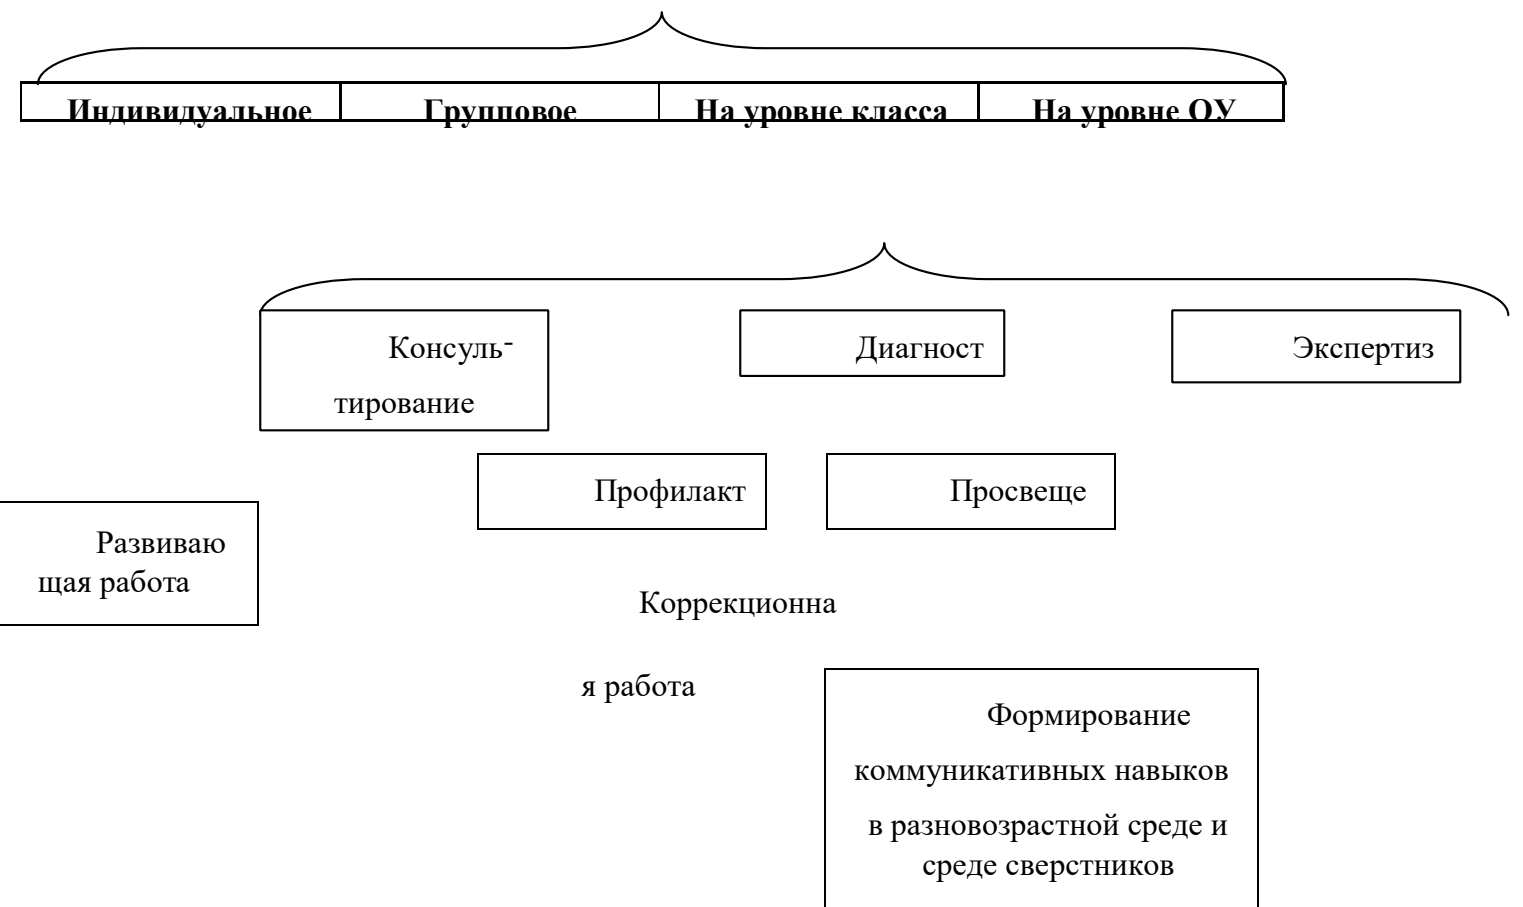 Индивидуальное Групповое На уровне класса На уровне ОУ
Консуль-
тирование
Диагност
Экспертиз
Профилакт
Просвеще
Развиваю
щая работа
Коррекционна
я работа
Формирование
коммуникативных навыков
в разновозрастной среде и
среде сверстников